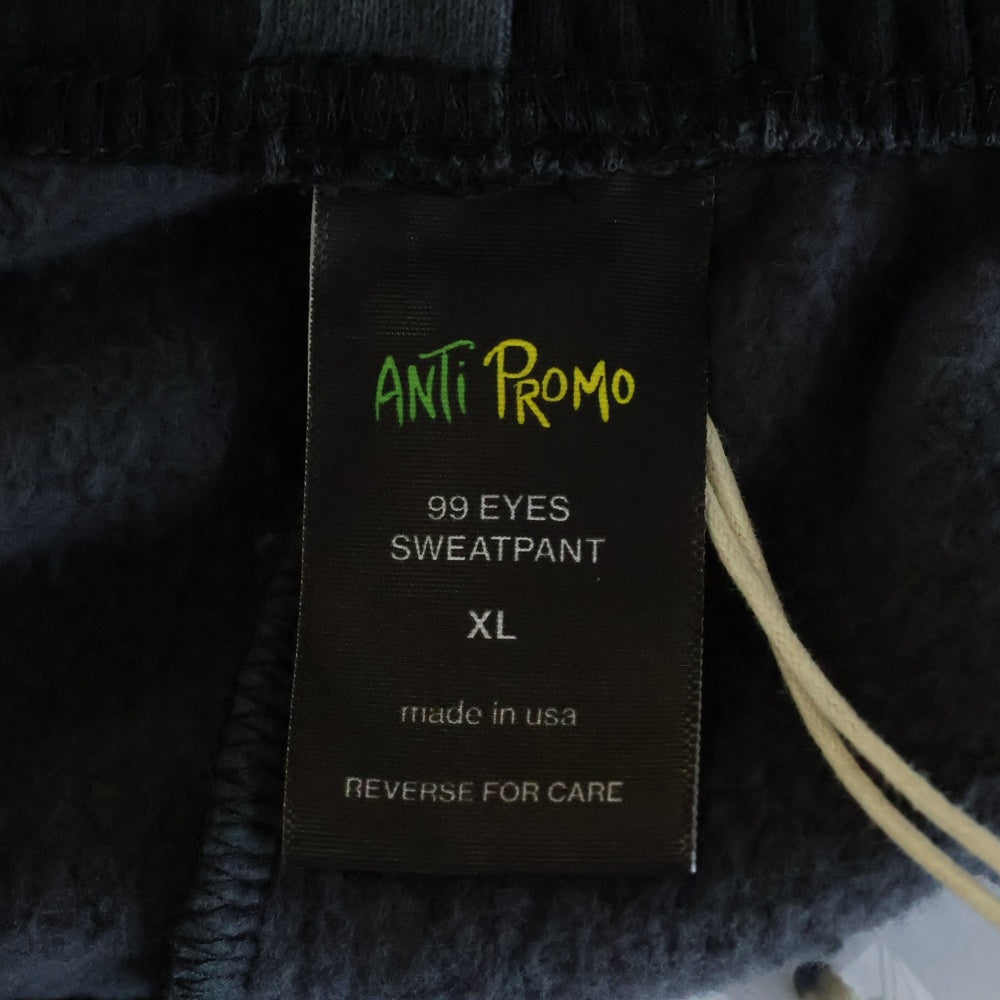 ANTi PROMO
99 EYES
SWEATPANT
XL
made in usa
REVERSE FOR CARE